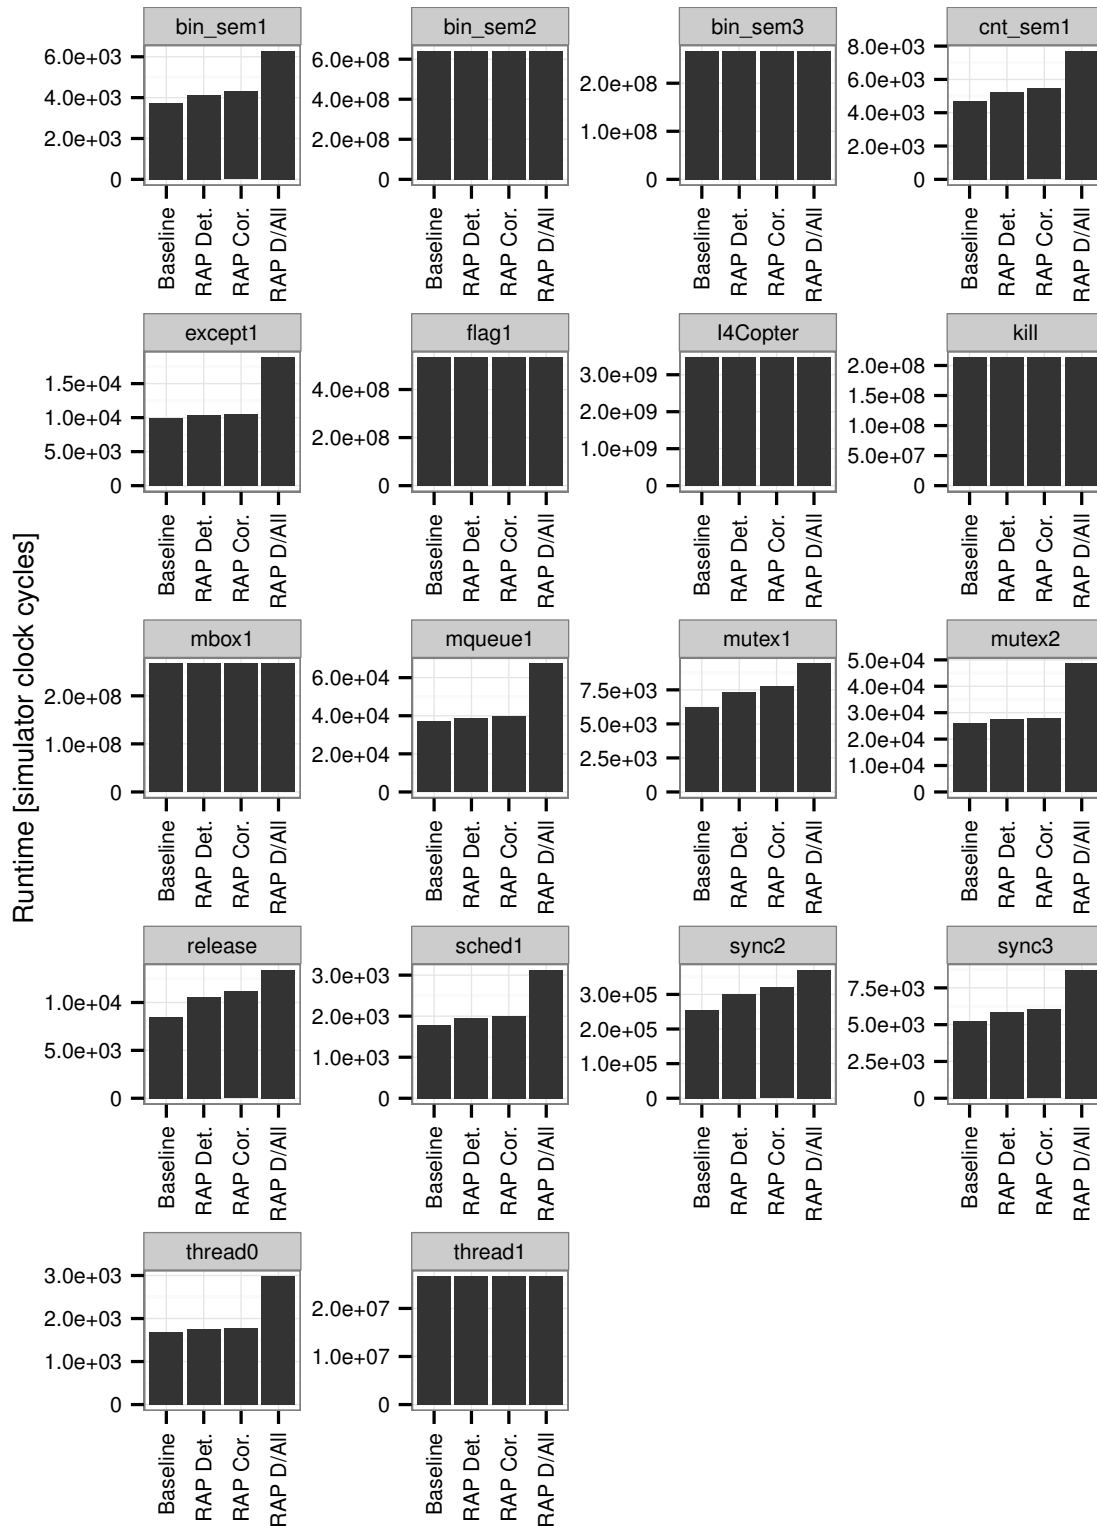 Runtime [simulator clock cycles]
bin_sem1
6.0e+03
4.0e+03
2.0e+03
0
Baseline
RAP Det.
RAP Cor.
RAP D/All
bin_sem2
6.0e+08
4.0e+08
2.0e+08
0
Baseline
RAP Det.
RAP Cor.
RAP D/All
bin_sem3
2.0e+08
1.0e+08
0
Baseline
RAP Det.
RAP Cor.
RAP D/All
cnt_sem1
8.0e+03
6.0e+03
4.0e+03
2.0e+03
0
Baseline
RAP Det.
RAP Cor.
RAP D/All
except1
1.5e+04
1.0e+04
5.0e+03
0
Baseline
RAP Det.
RAP Cor.
RAP D/All
flag1
4.0e+08
2.0e+08
0
Baseline
RAP Det.
RAP Cor.
RAP D/All
I4Copter
3.0e+09
2.0e+09
1.0e+09
0
Baseline
RAP Det.
RAP Cor.
RAP D/All
kill
2.0e+08
1.5e+08
1.0e+08
5.0e+07
0
Baseline
RAP Det.
RAP Cor.
RAP D/All
mbox1
2.0e+08
1.0e+08
0
Baseline
RAP Det.
RAP Cor.
RAP D/All
mqueue1
6.0e+04
4.0e+04
2.0e+04
0
Baseline
RAP Det.
RAP Cor.
RAP D/All
mutex1
7.5e+03
5.0e+03
2.5e+03
0
Baseline
RAP Det.
RAP Cor.
RAP D/All
mutex2
5.0e+04
4.0e+04
3.0e+04
2.0e+04
1.0e+04
0
Baseline
RAP Det.
RAP Cor.
RAP D/All
release
1.0e+04
5.0e+03
0
Baseline
RAP Det.
RAP Cor.
RAP D/All
sched1
3.0e+03
2.0e+03
1.0e+03
0
Baseline
RAP Det.
RAP Cor.
RAP D/All
sync2
3.0e+05
2.0e+05
1.0e+05
0
Baseline
RAP Det.
RAP Cor.
RAP D/All
sync3
7.5e+03
5.0e+03
2.5e+03
0
Baseline
RAP Det.
RAP Cor.
RAP D/All
thread0
3.0e+03
2.0e+03
1.0e+03
0
Baseline
RAP Det.
RAP Cor.
RAP D/All
thread1
2.0e+07
1.0e+07
0
Baseline
RAP Det.
RAP Cor.
RAP D/All